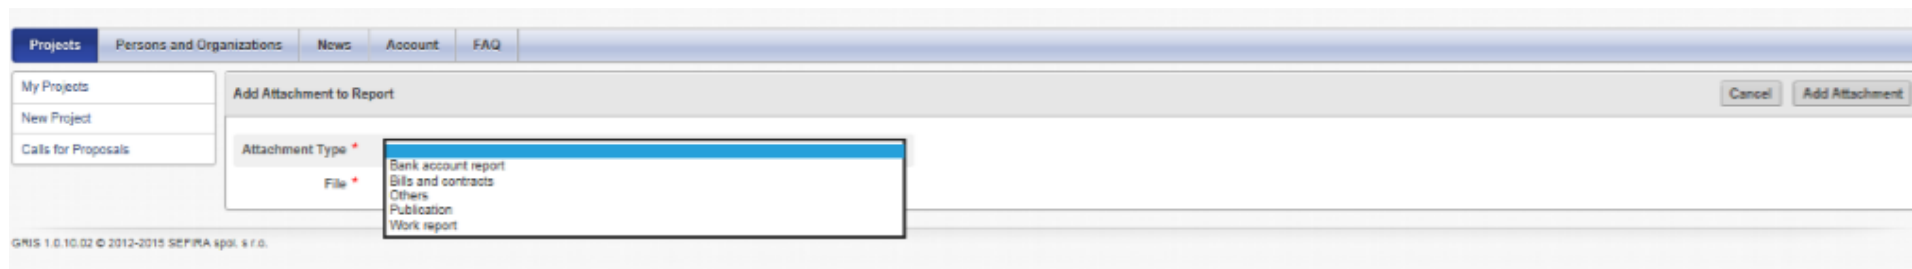 Projects Persons and Organizations News Account FAQ
My Projects
New Project
Calls for Proposals
Add Attachment to Report Cancel Add Attachment
Attachment Type *
Bank account report
Bills and contracts
Others
Publication
Work report
File *
GRIS 1.0.10.02 © 2012-2015 SEFIRA spol. s r.o.